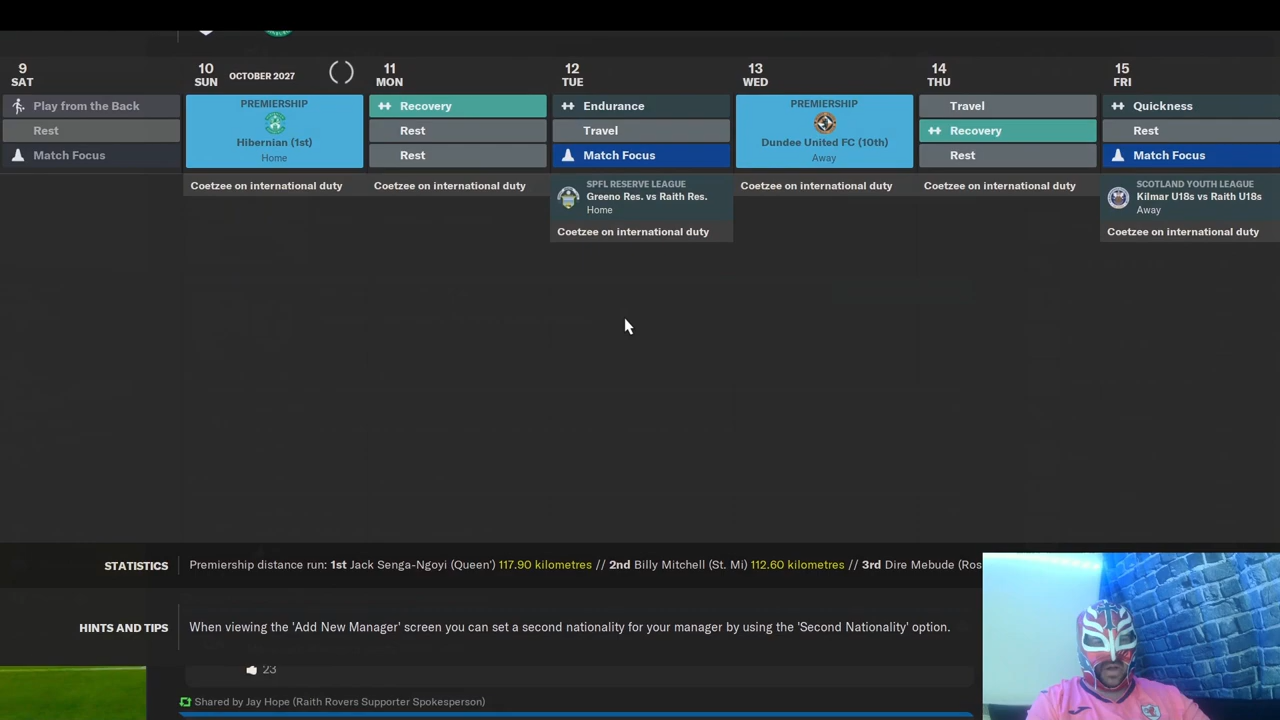 9
SAT
10
SUN
OCTOBER 2027
11
MON
12
TUE
13
WED
14
THU
15
FRI
Play from the Back
Rest
Match Focus
PREMIERSHIP
Hibernian (1st)
Home
Coetzee on international duty
Recovery
Rest
Rest
Coetzee on international duty
Endurance
Travel
Match Focus
SPFL RESERVE LEAGUE
Greeno Res. vs Raith Res.
Home
Coetzee on international duty
PREMIERSHIP
Dundee United FC (10th)
Away
Coetzee on international duty
Travel
Recovery
Rest
Coetzee on international duty
Quickness
Rest
Match Focus
SCOTLAND YOUTH LEAGUE
Kilmar U18s vs Raith U18s
Away
Coetzee on international duty
STATISTICS
Premiership distance run: 1st Jack Senga-Ngoyi (Queen') 117.90 kilometres // 2nd Billy Mitchell (St. Mi) 112.60 kilometres // 3rd Dire Mebude (Ros
HINTS AND TIPS
When viewing the 'Add New Manager' screen you can set a second nationality for your manager by using the 'Second Nationality' option.
23
Shared by Jay Hope (Raith Rovers Supporter Spokesperson)